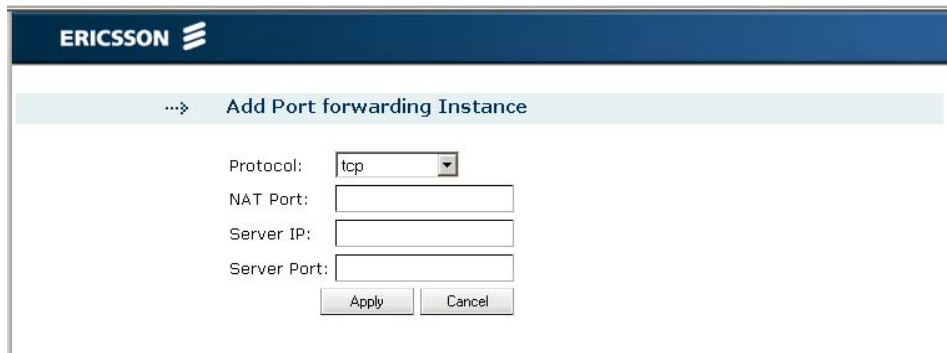 ERICSSON
Add Port forwarding Instance
Protocol: tcp
NAT Port:
Server IP:
Server Port:
Apply Cancel